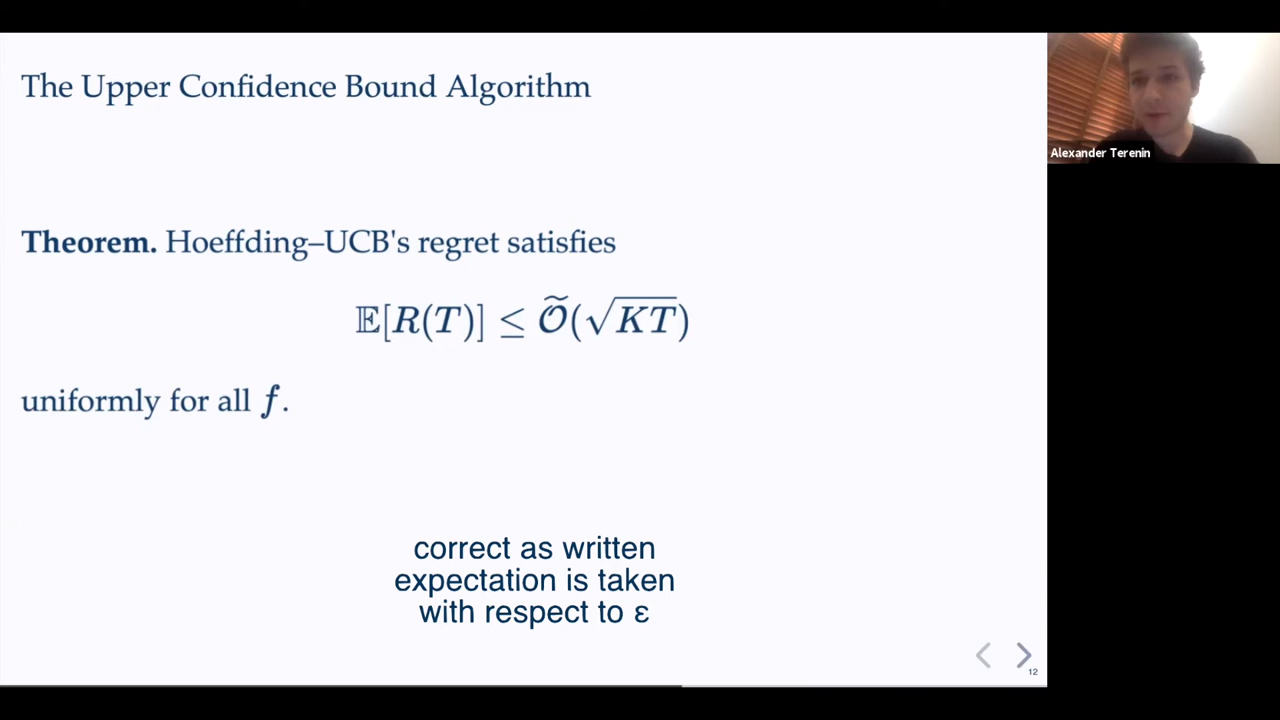 The Upper Confidence Bound Algorithm
Alexander Terenin
Theorem. Hoeffding–UCB's regret satisfies
𝔼[R(T)] ≤ Õ(√KT)
uniformly for all f.
correct as written
expectation is taken
with respect to ε
12